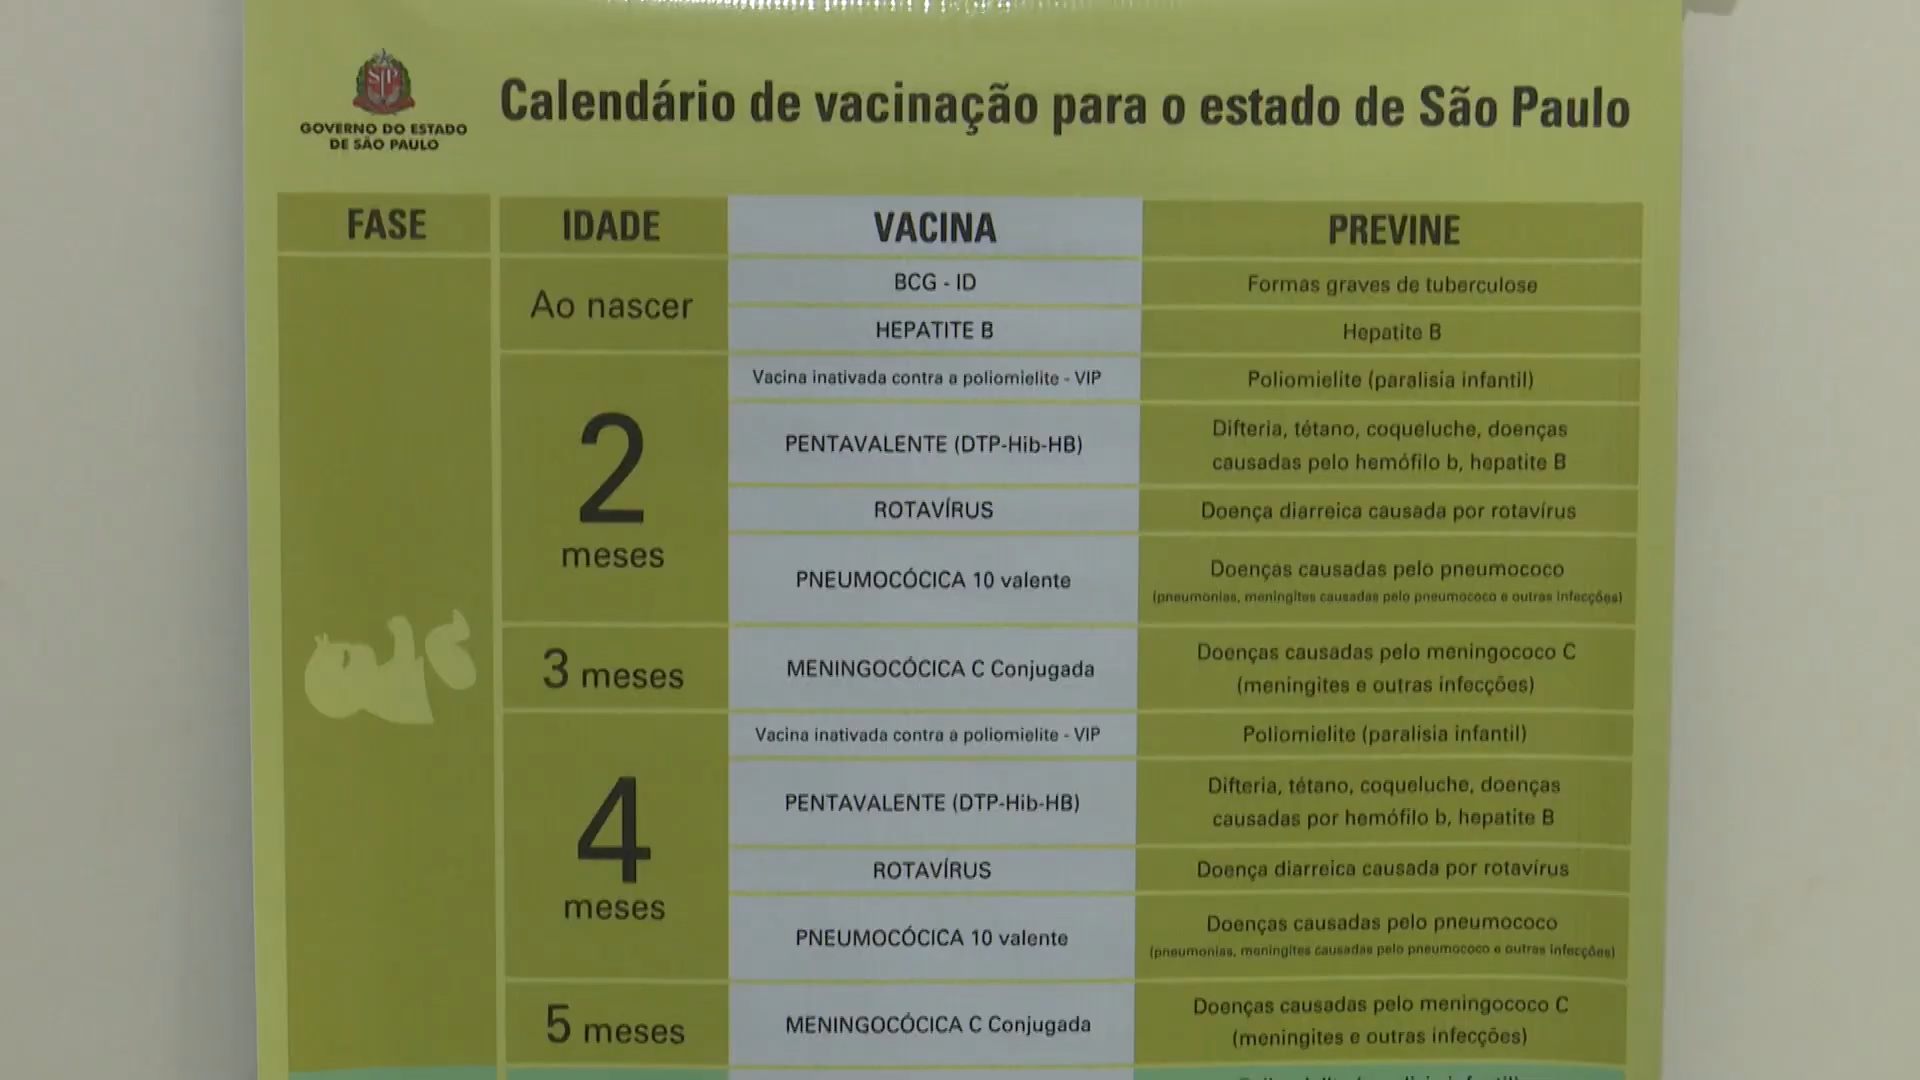 GOVERNO DO ESTADO
DE SÃO PAULO
Calendário de vacinação para o estado de São Paulo
FASE IDADE VACINA PREVINE
Ao nascer
BCG - ID Formas graves de tuberculose
HEPATITE B Hepatite B
2
meses
Vacina inativada contra a poliomielite - VIP Poliomielite (paralisia infantil)
PENTAVALENTE (DTP-Hib-HB) Difteria, tétano, coqueluche, doenças
causadas pelo hemófilo b, hepatite B
ROTAVÍRUS Doença diarreica causada por rotavírus
PNEUMOCÓCICA 10 valente Doenças causadas pelo pneumococo
(pneumonias, meningites causadas pelo pneumococo e outras infecções)
3 meses
MENINGOCÓCICA C Conjugada Doenças causadas pelo meningococo C
(meningites e outras infecções)
4
meses
Vacina inativada contra a poliomielite - VIP Poliomielite (paralisia infantil)
PENTAVALENTE (DTP-Hib-HB) Difteria, tétano, coqueluche, doenças
causadas por hemófilo b, hepatite B
ROTAVÍRUS Doença diarreica causada por rotavírus
PNEUMOCÓCICA 10 valente Doenças causadas pelo pneumococo
(pneumonias, meningites causadas pelo pneumococo e outras infecções)
5 meses
MENINGOCÓCICA C Conjugada Doenças causadas pelo meningococo C
(meningites e outras infecções)